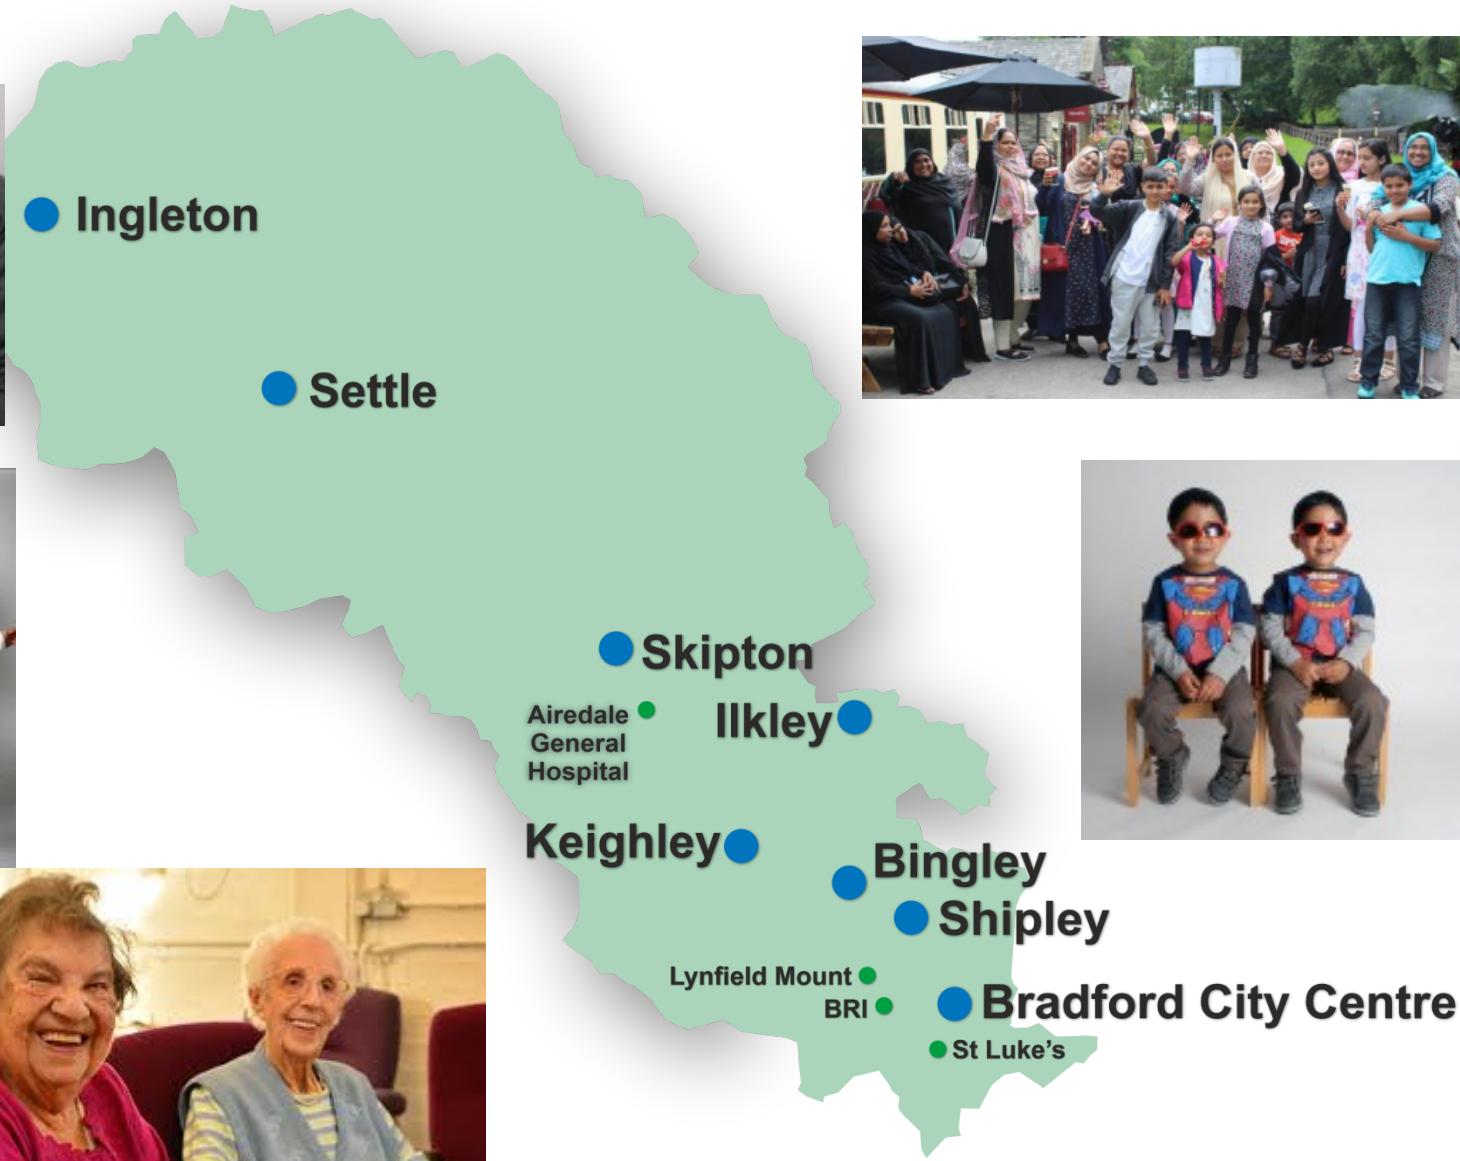 Ingleton
Settle
Skipton
Airedale
General
Hospital
Ilkley
Keighley
Bingley
Shipley
Lynfield Mount
BRI
Bradford City Centre
St Luke’s